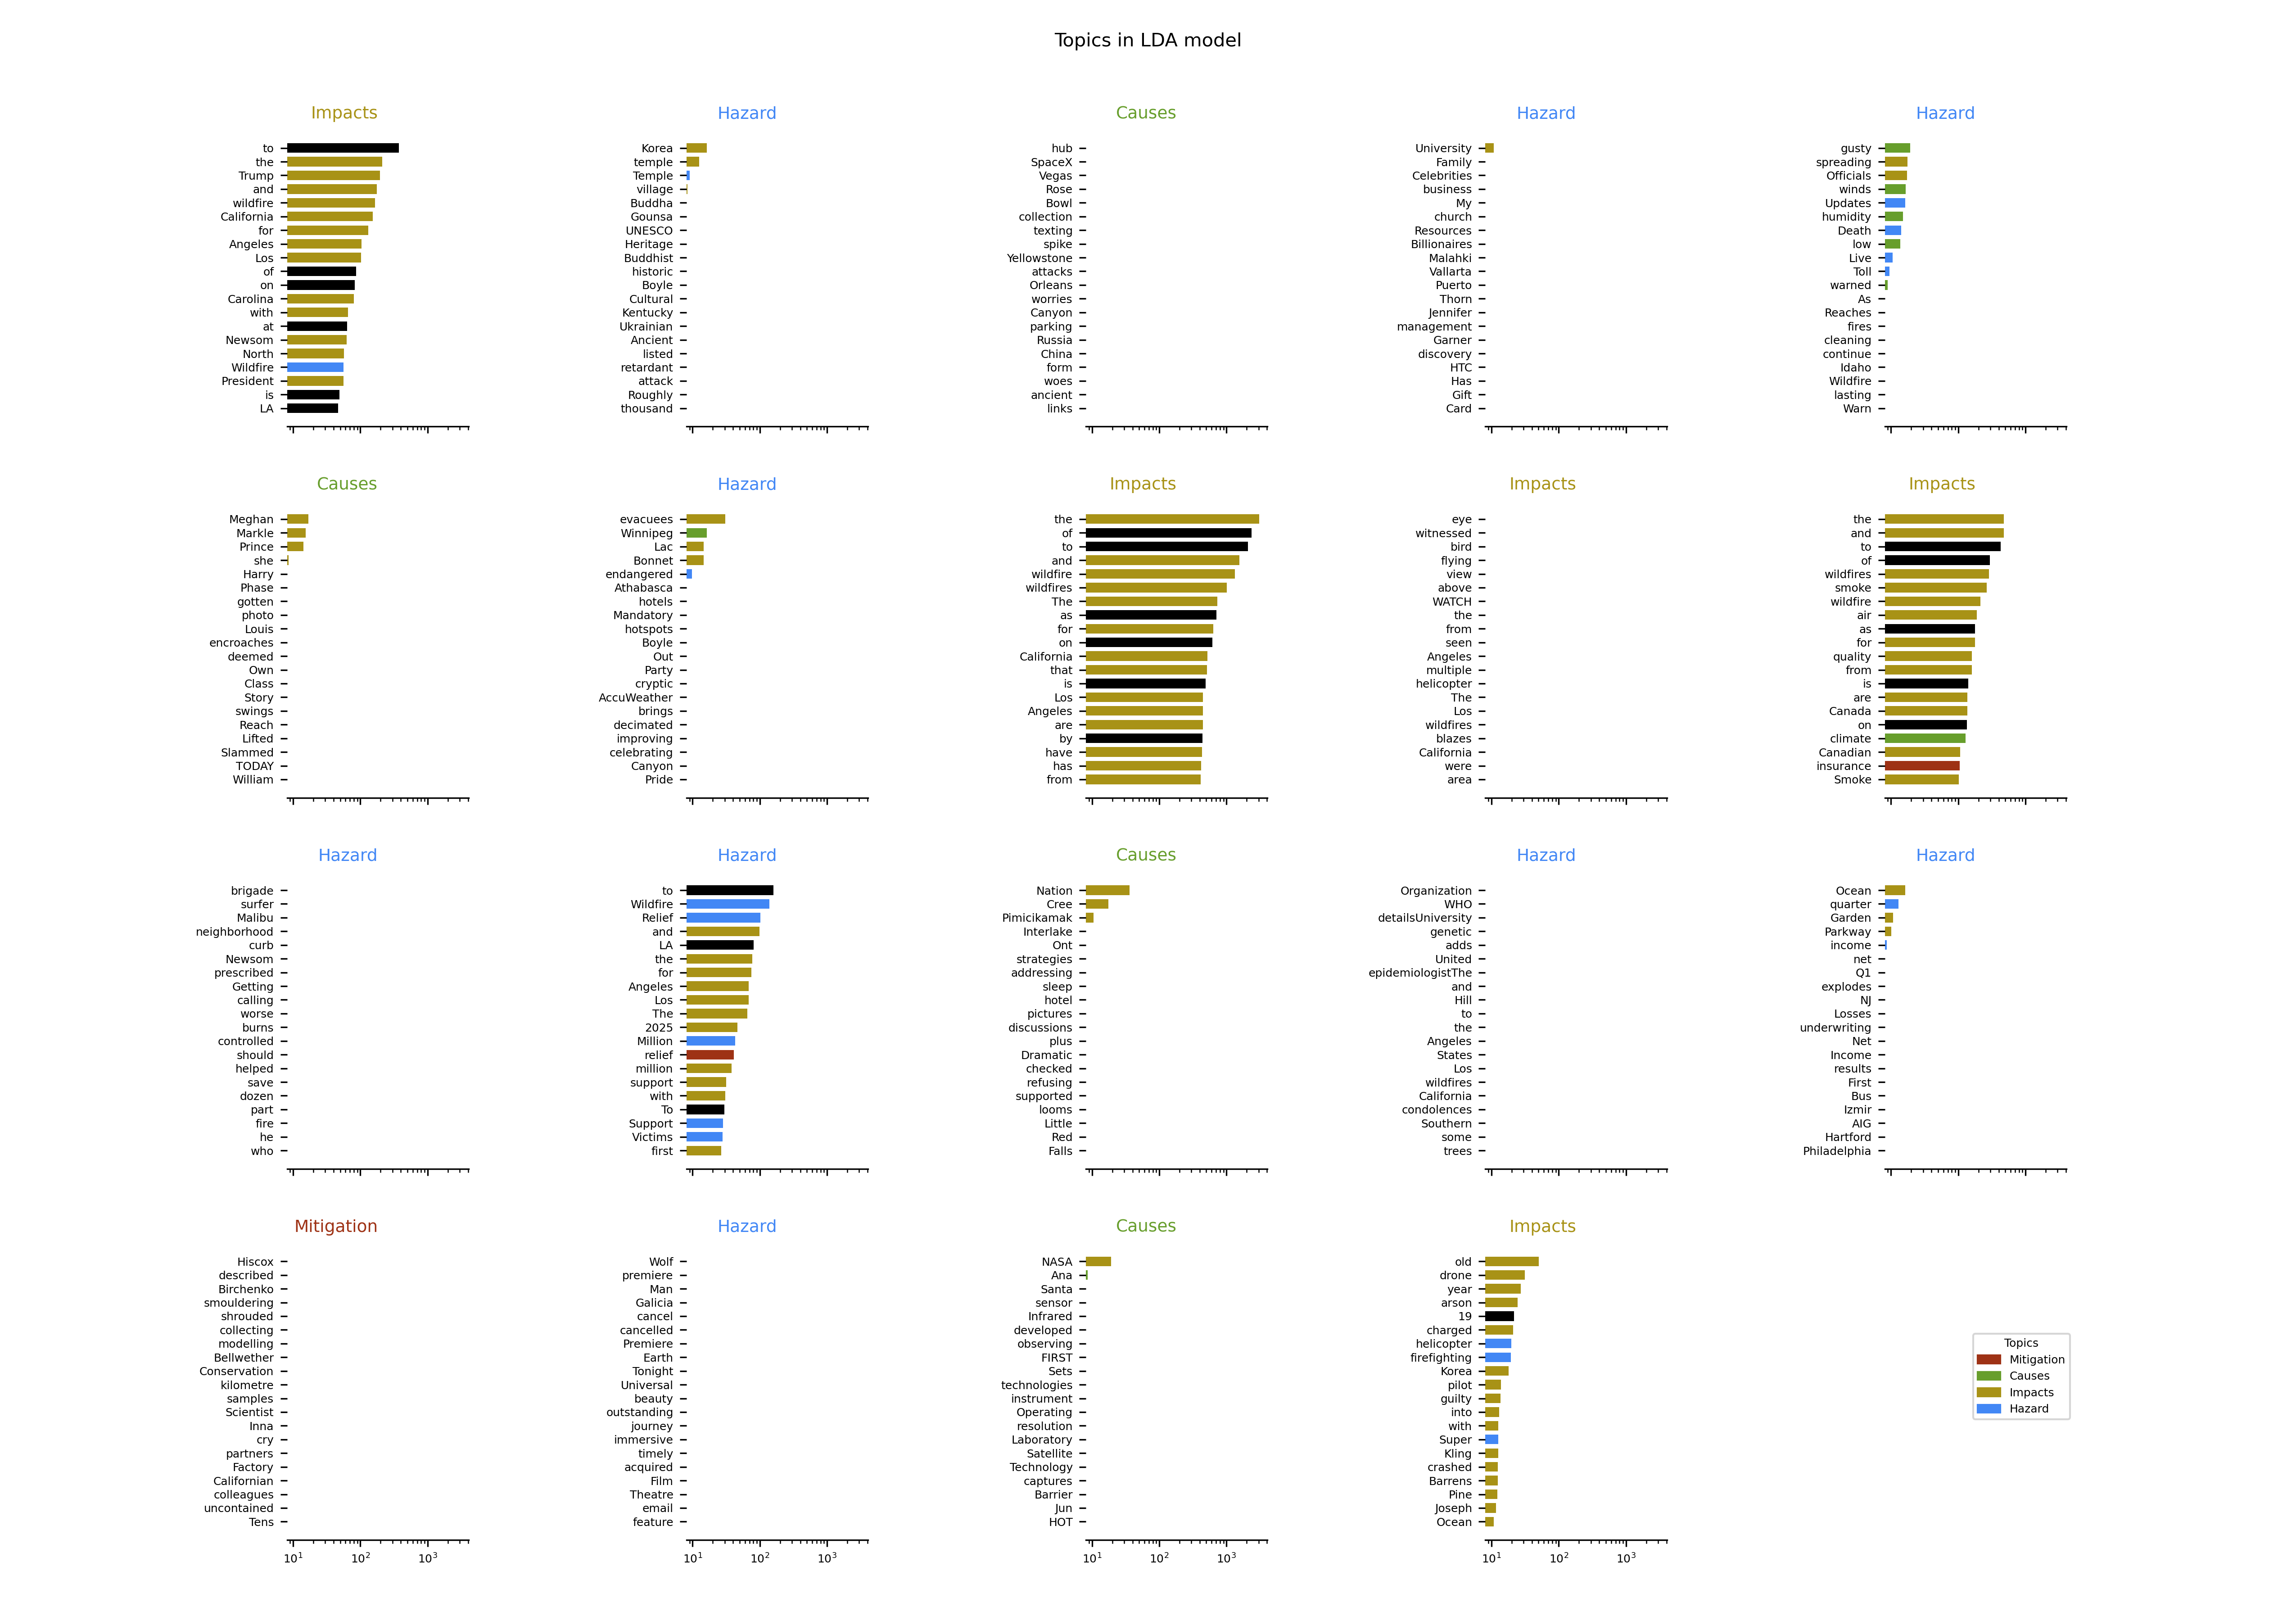 Topics in LDA model
Impacts
to
the
Trump
and
wildfire
California
for
Angeles
Los
of
on
Carolina
with
at
Newsom
North
Wildfire
President
is
LA
Hazard
Korea
temple
Temple
village
Buddha
Gounsa
UNESCO
Heritage
Buddhist
historic
Boyle
Cultural
Kentucky
Ukrainian
Ancient
listed
retardant
attack
Roughly
thousand
Causes
hub
SpaceX
Vegas
Rose
Bowl
collection
texting
spike
Yellowstone
attacks
Orleans
worries
Canyon
parking
Russia
China
form
woes
ancient
links
Hazard
University
Family
Celebrities
business
My
church
Resources
Billionaires
Malahki
Vallarta
Puerto
Thorn
Jennifer
management
Garner
discovery
HTC
Has
Gift
Card
Hazard
gusty
spreading
Officials
winds
Updates
humidity
Death
low
Live
Toll
warned
As
Reaches
fires
cleaning
continue
Idaho
Wildfire
lasting
Warn
Causes
Meghan
Markle
Prince
she
Harry
Phase
gotten
photo
Louis
encroaches
deemed
Own
Class
Story
swings
Reach
Lifted
Slammed
TODAY
William
Hazard
evacuees
Winnipeg
Lac
Bonnet
endangered
Athabasca
hotels
Mandatory
hotspots
Boyle
Out
Party
cryptic
AccuWeather
brings
decimated
improving
celebrating
Canyon
Pride
Impacts
the
of
to
and
wildfire
wildfires
The
as
for
on
California
that
is
Los
Angeles
are
by
have
has
from
Impacts
eye
witnessed
bird
flying
view
above
WATCH
the
from
seen
Angeles
multiple
helicopter
The
Los
wildfires
blazes
California
were
area
Impacts
the
and
to
of
wildfires
smoke
wildfire
air
as
for
quality
from
is
are
Canada
on
climate
Canadian
insurance
Smoke
Hazard
brigade
surfer
Malibu
neighborhood
curb
Newsom
prescribed
Getting
calling
worse
burns
controlled
should
helped
save
dozen
part
fire
he
who
Hazard
to
Wildfire
Relief
and
LA
the
for
Angeles
Los
The
2025
Million
relief
million
support
with
To
Support
Victims
first
Causes
Nation
Cree
Pimicikamak
Interlake
Ont
strategies
addressing
sleep
hotel
pictures
discussions
plus
Dramatic
checked
refusing
supported
looms
Little
Red
Falls
Hazard
Organization
WHO
detailsUniversity
genetic
adds
United
epidemiologistThe
and
Hill
to
the
Angeles
States
Los
wildfires
California
condolences
Southern
some
trees
Hazard
Ocean
quarter
Garden
Parkway
income
net
Q1
explodes
NJ
Losses
underwriting
Net
Income
results
First
Bus
Izmir
AIG
Hartford
Philadelphia
Mitigation
Hiscox
described
Birchenko
smouldering
shrouded
collecting
modelling
Bellwether
Conservation
kilometre
samples
Scientist
Inna
cry
partners
Factory
Californian
colleagues
uncontained
Tens
10¹ 10² 10³
Hazard
Wolf
premiere
Man
Galicia
cancel
cancelled
Premiere
Earth
Tonight
Universal
beauty
outstanding
journey
immersive
timely
acquired
Film
Theatre
email
feature
10¹ 10² 10³
Causes
NASA
Ana
Santa
sensor
Infrared
developed
observing
FIRST
Sets
technologies
instrument
Operating
resolution
Laboratory
Satellite
Technology
captures
Barrier
Jun
HOT
10¹ 10² 10³
Impacts
old
drone
year
arson
19
charged
helicopter
firefighting
Korea
pilot
guilty
into
with
Super
Kling
crashed
Barrens
Pine
Joseph
Ocean
10¹ 10² 10³
Topics
Mitigation
Causes
Impacts
Hazard